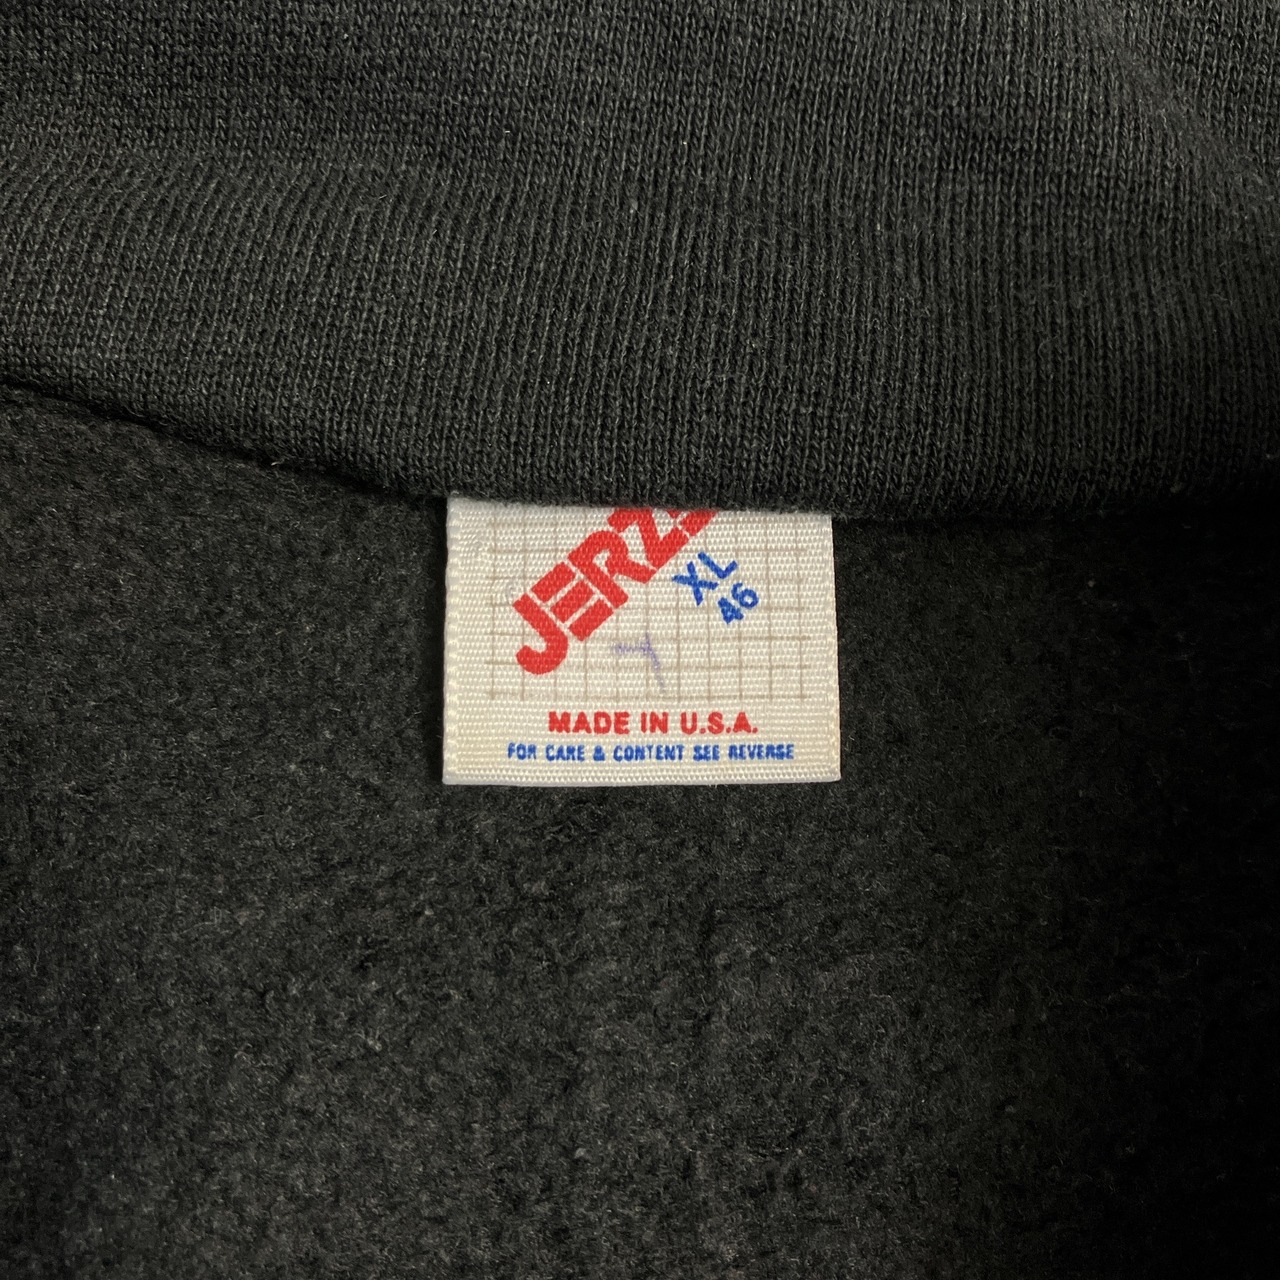 JERZ
XL
46
MADE IN U.S.A.
FOR CARE & CONTENT SEE REVERSE